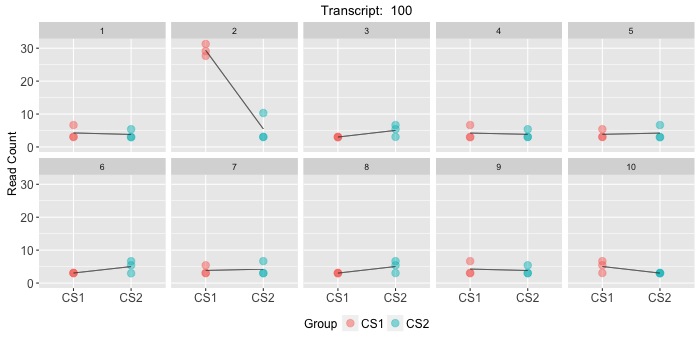 Transcript: 100
1 2 3 4 5
30
20
10
0
Read Count
6 7 8 9 10
30
20
10
0
CS1 CS2 CS1 CS2 CS1 CS2 CS1 CS2 CS1 CS2
Group CS1 CS2